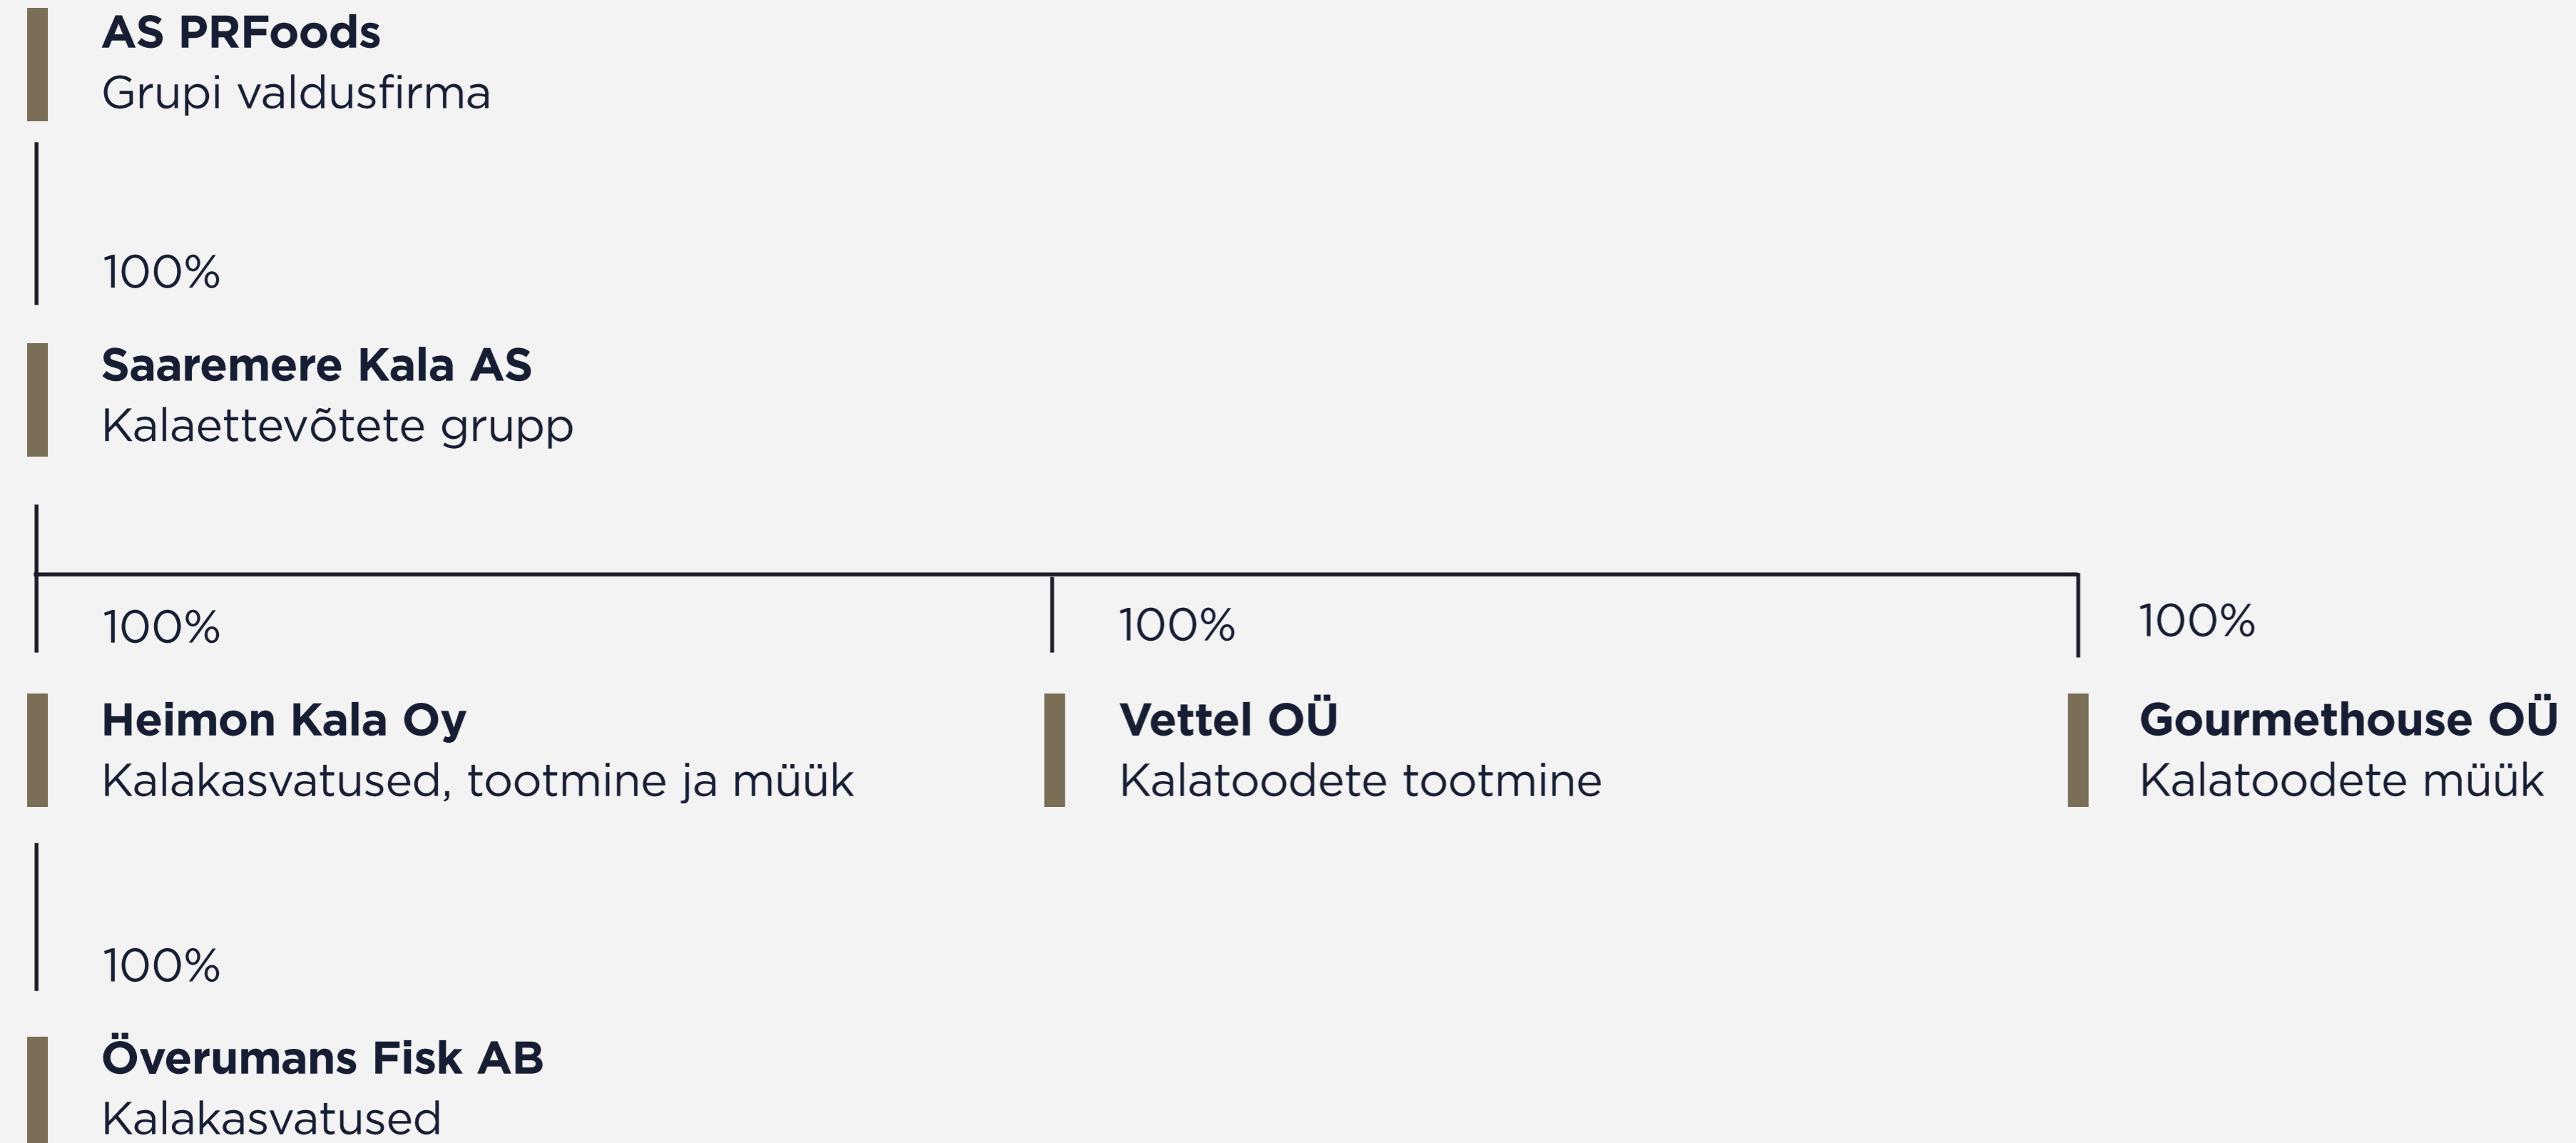 AS PRFoods
Grupi valdusfirma
100%
Saaremere Kala AS
Kalaettevõtete grupp
100%
100%
100%
Heimon Kala Oy
Kalakasvatused, tootmine ja müük
Vettel OÜ
Kalatoodete tootmine
Gourmethouse OÜ
Kalatoodete müük
100%
Överumans Fisk AB
Kalakasvatused